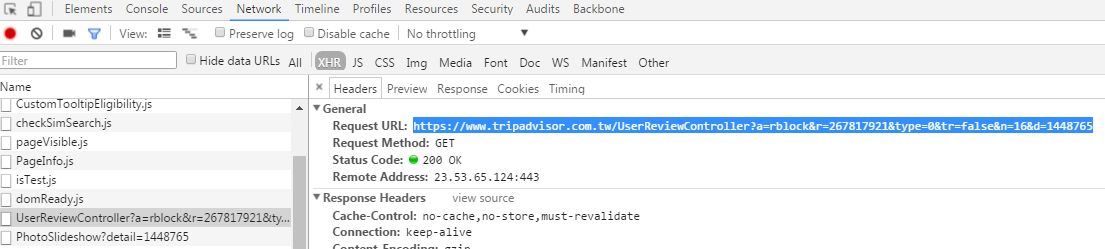 Elements Console Sources Network Timeline Profiles Resources Security Audits Backbone
View: Preserve log Disable cache No throttling
Filter Hide data URLs All XHR JS CSS Img Media Font Doc WS Manifest Other
Name
CustomTooltipEligibility.js
checkSimSearch.js
pageVisible.js
PageInfo.js
isTest.js
domReady.js
UserReviewController?a=rblock&r=267817921&ty...
PhotoSlideshow?detail=1448765
× Headers Preview Response Cookies Timing
General
Request URL: https://www.tripadvisor.com.tw/UserReviewController?a=rblock&r=267817921&type=0&tr=false&n=16&d=1448765
Request Method: GET
Status Code: 200 OK
Remote Address: 23.53.65.124:443
Response Headers view source
Cache-Control: no-cache,no-store,must-revalidate
Connection: keep-alive
Content-Encoding: gzip